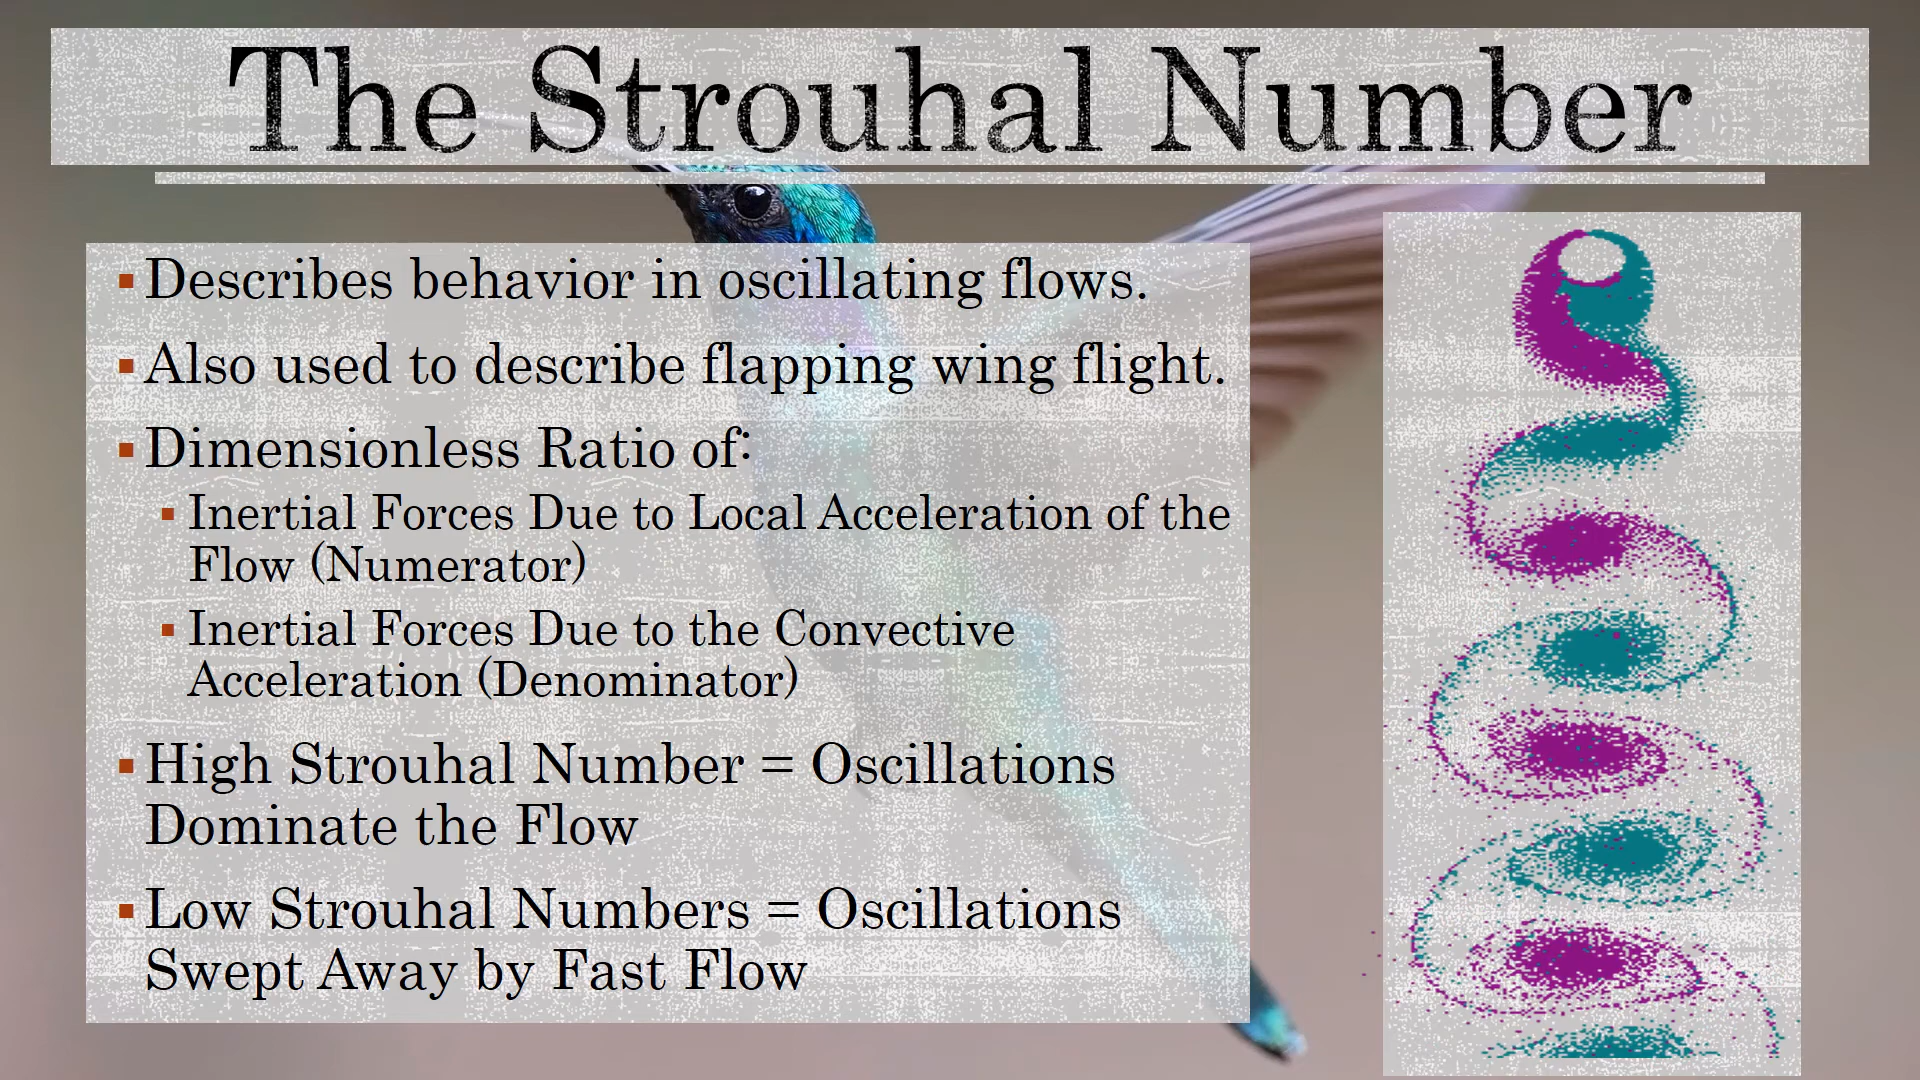 The Strouhal Number
Describes behavior in oscillating flows.
Also used to describe flapping wing flight.
Dimensionless Ratio of:
Inertial Forces Due to Local Acceleration of the
Flow (Numerator)
Inertial Forces Due to the Convective
Acceleration (Denominator)
High Strouhal Number = Oscillations
Dominate the Flow
Low Strouhal Numbers = Oscillations
Swept Away by Fast Flow